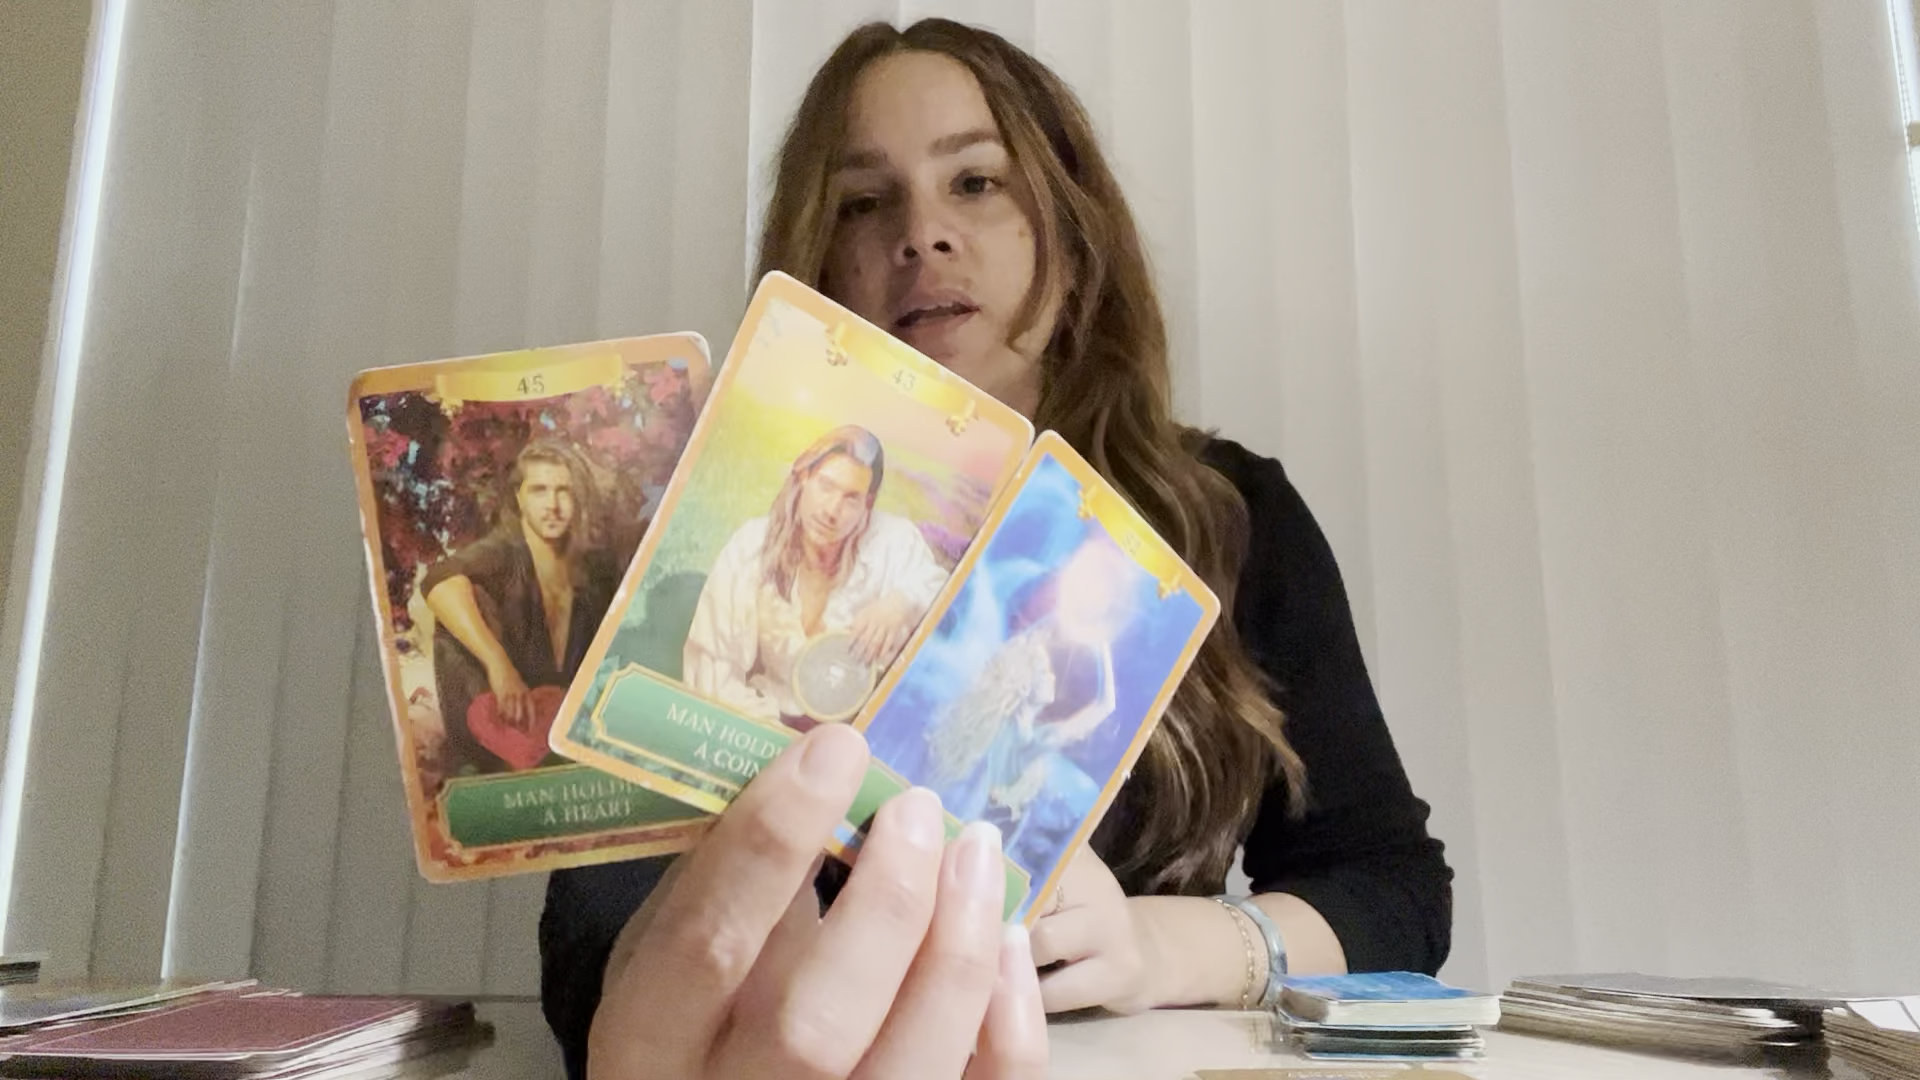 45
MAN HOLDI
A HEART
43
MAN HOLDI
A COIN